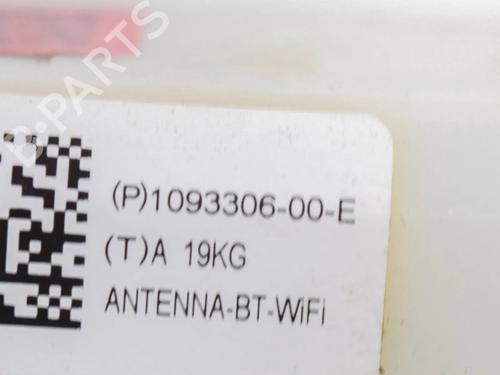 B-PARTS
(P)1093306-00-E
(T)A 19KG
ANTENNA-BT-WiFi